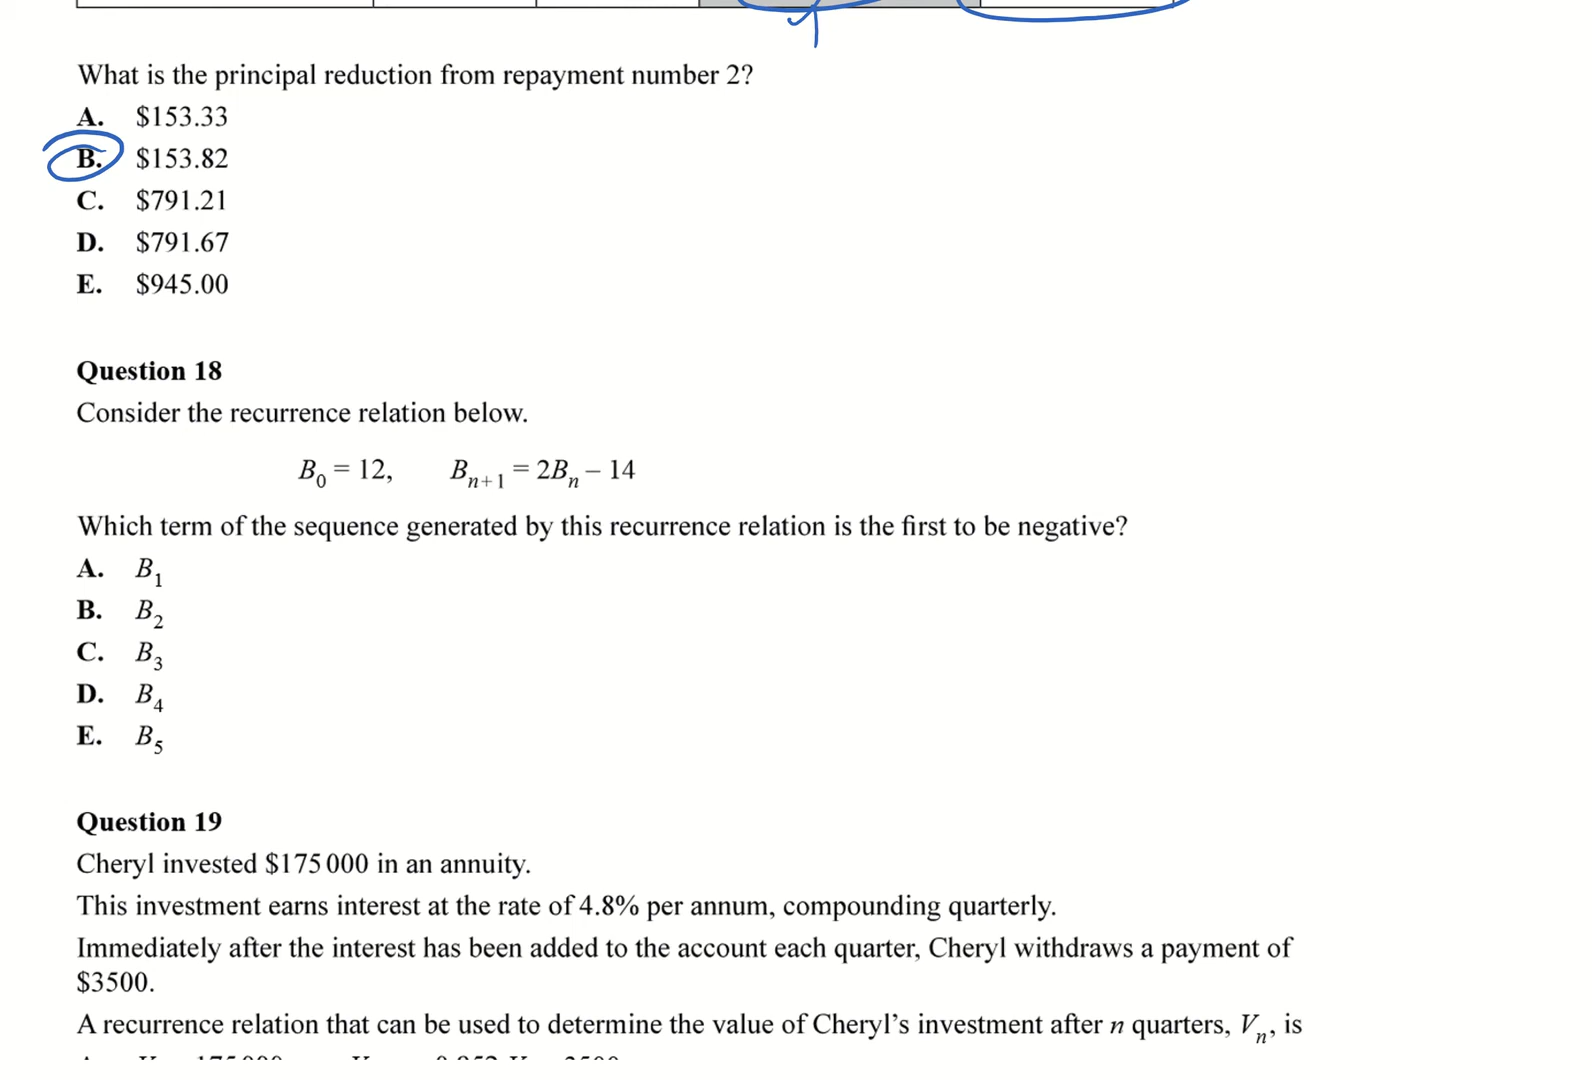 What is the principal reduction from repayment number 2?
A. $153.33
B. $153.82
C. $791.21
D. $791.67
E. $945.00
Question 18
Consider the recurrence relation below.
B₀ = 12, Bₙ₊₁ = 2Bₙ – 14
Which term of the sequence generated by this recurrence relation is the first to be negative?
A. B₁
B. B₂
C. B₃
D. B₄
E. B₅
Question 19
Cheryl invested $175 000 in an annuity.
This investment earns interest at the rate of 4.8% per annum, compounding quarterly.
Immediately after the interest has been added to the account each quarter, Cheryl withdraws a payment of
$3500.
A recurrence relation that can be used to determine the value of Cheryl’s investment after n quarters, Vₙ, is